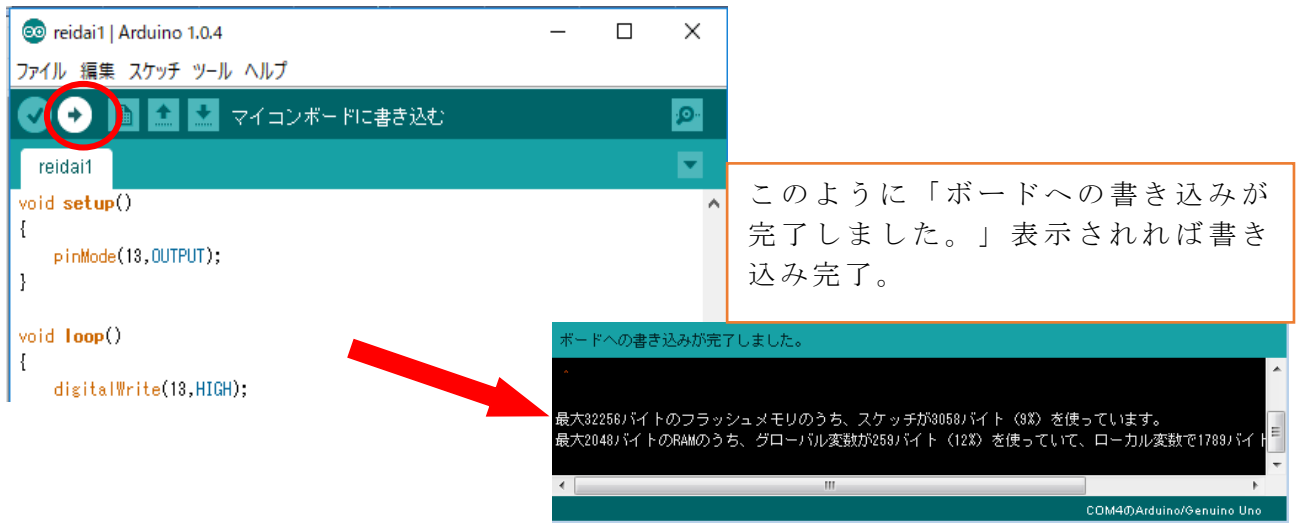 reidai1 | Arduino 1.0.4
ファイル 編集 スケッチ ツール ヘルプ
マイコンボードに書き込む
reidai1
void setup()
{
pinMode(13,OUTPUT);
}
void loop()
{
digitalWrite(13,HIGH);
このように「ボードへの書き込みが
完了しました。」表示されれば書き
込み完了。
ボードへの書き込みが完了しました。
最大32256バイトのフラッシュメモリのうち、スケッチが3058バイト（9%）を使っています。
最大2048バイトのRAMのうち、グローバル変数が259バイト（12%）を使っていて、ローカル変数で1789バイト
COM4のArduino/Genuino Uno